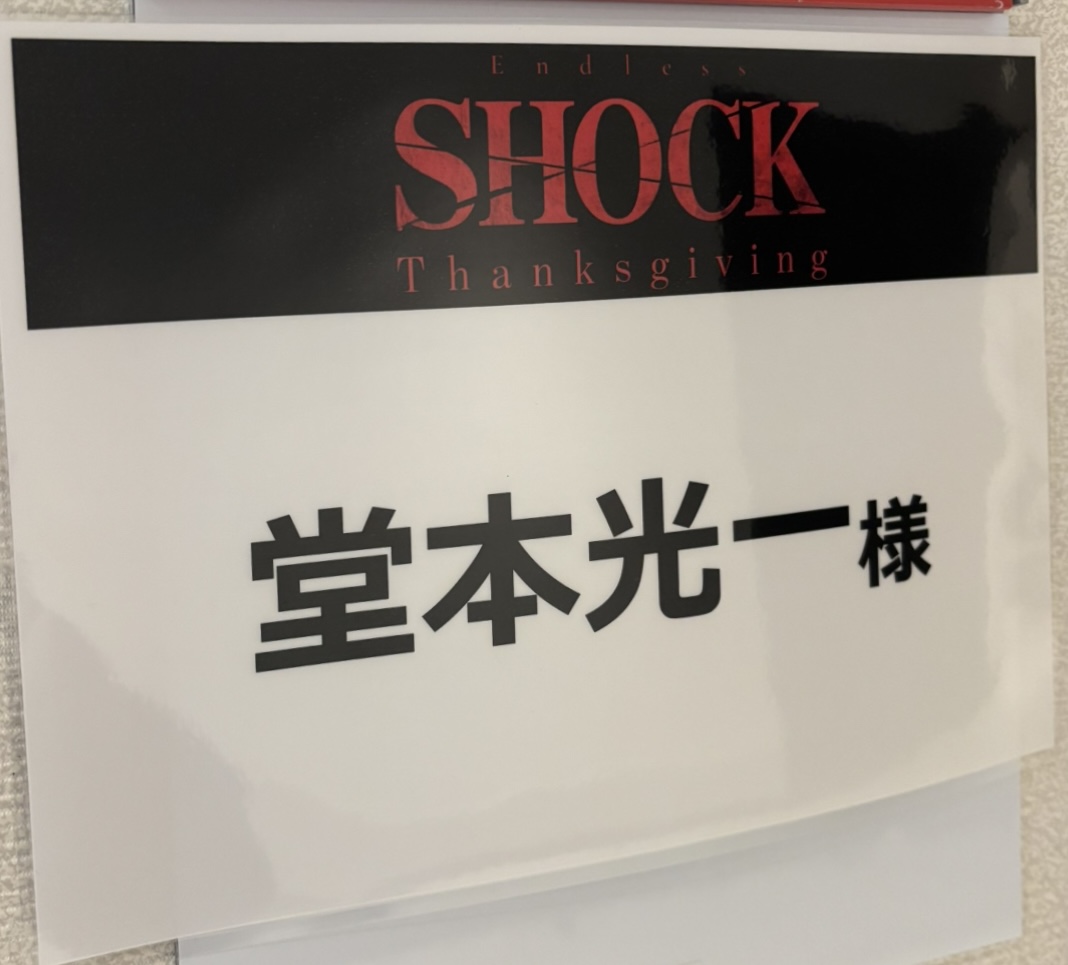 Endless
SHOCK
Thanksgiving
堂本光一様